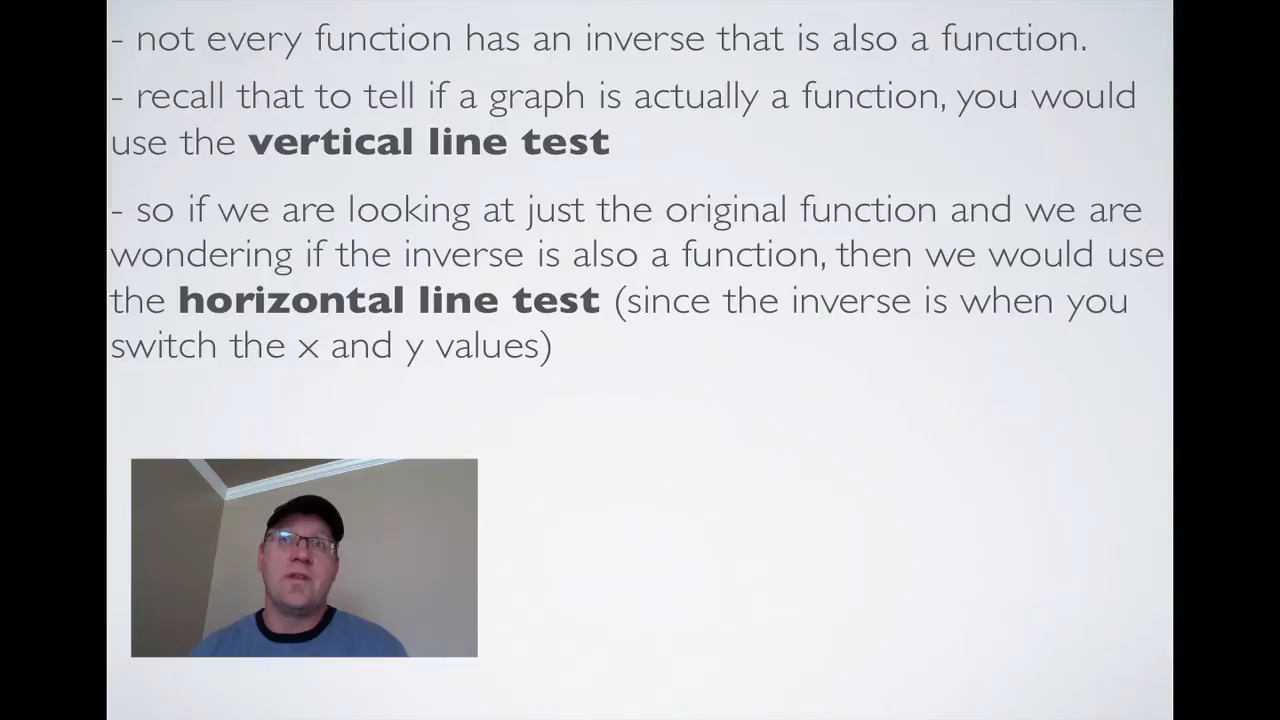 - not every function has an inverse that is also a function.
- recall that to tell if a graph is actually a function, you would
use the vertical line test
- so if we are looking at just the original function and we are
wondering if the inverse is also a function, then we would use
the horizontal line test (since the inverse is when you
switch the x and y values)